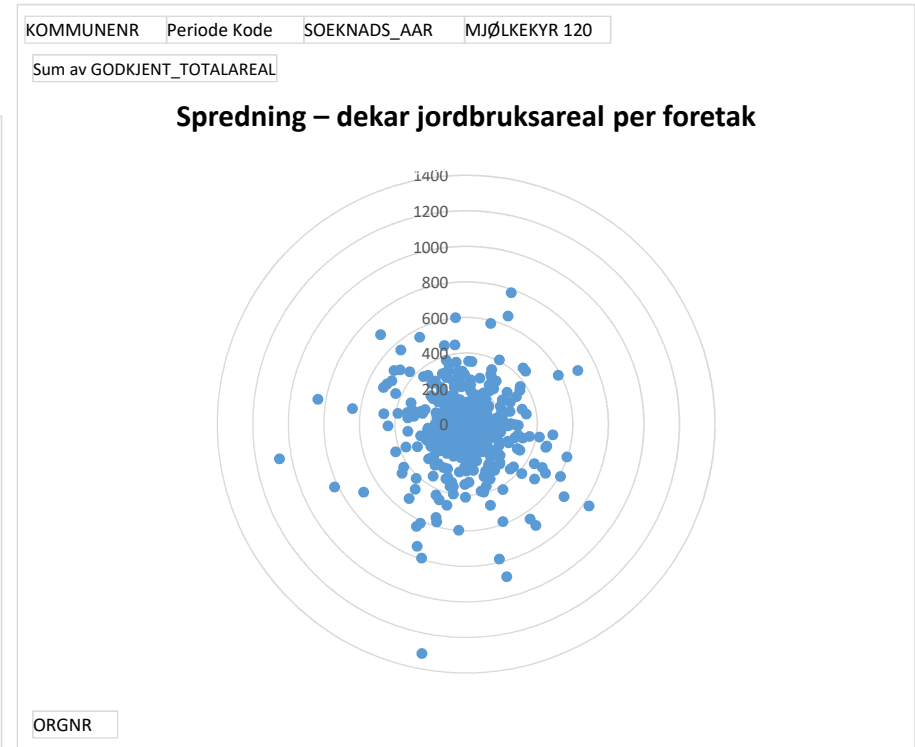 KOMMUNENR Periode Kode SOEKNADS_AAR MJØLKEKYR 120
Sum av GODKJENT_TOTALAREAL
Spredning – dekar jordbruksareal per foretak
1400
1200
1000
800
600
400
200
0
ORGNR